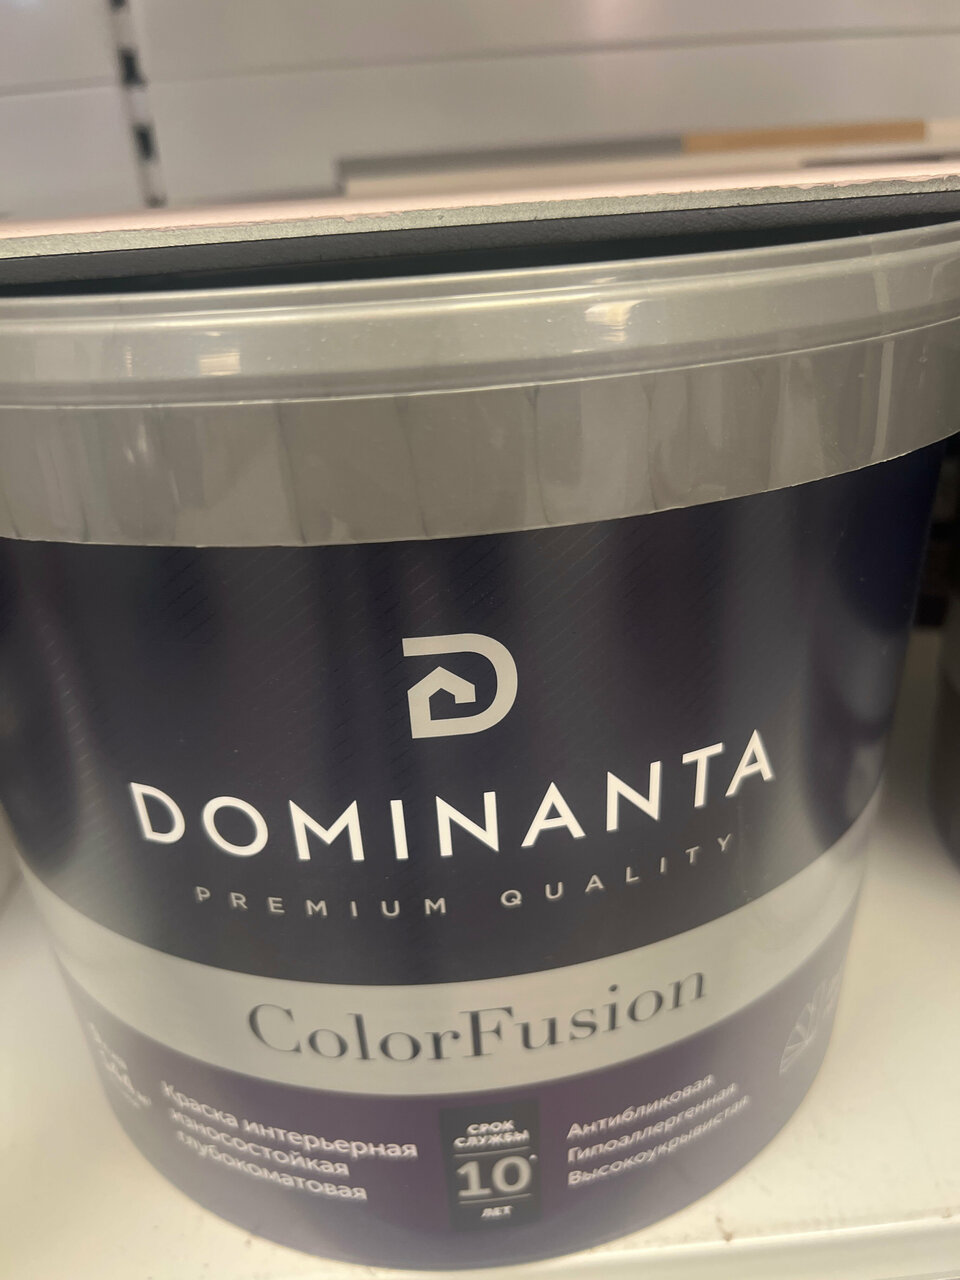 DOMINANTA
PREMIUM QUALITY
ColorFusion
Краска интерьерная
износостойкая
глубокоматовая
СРОК
СЛУЖБЫ
10*
ЛЕТ
Антибликовая
Гипоаллергенная
Высокоукрывистая